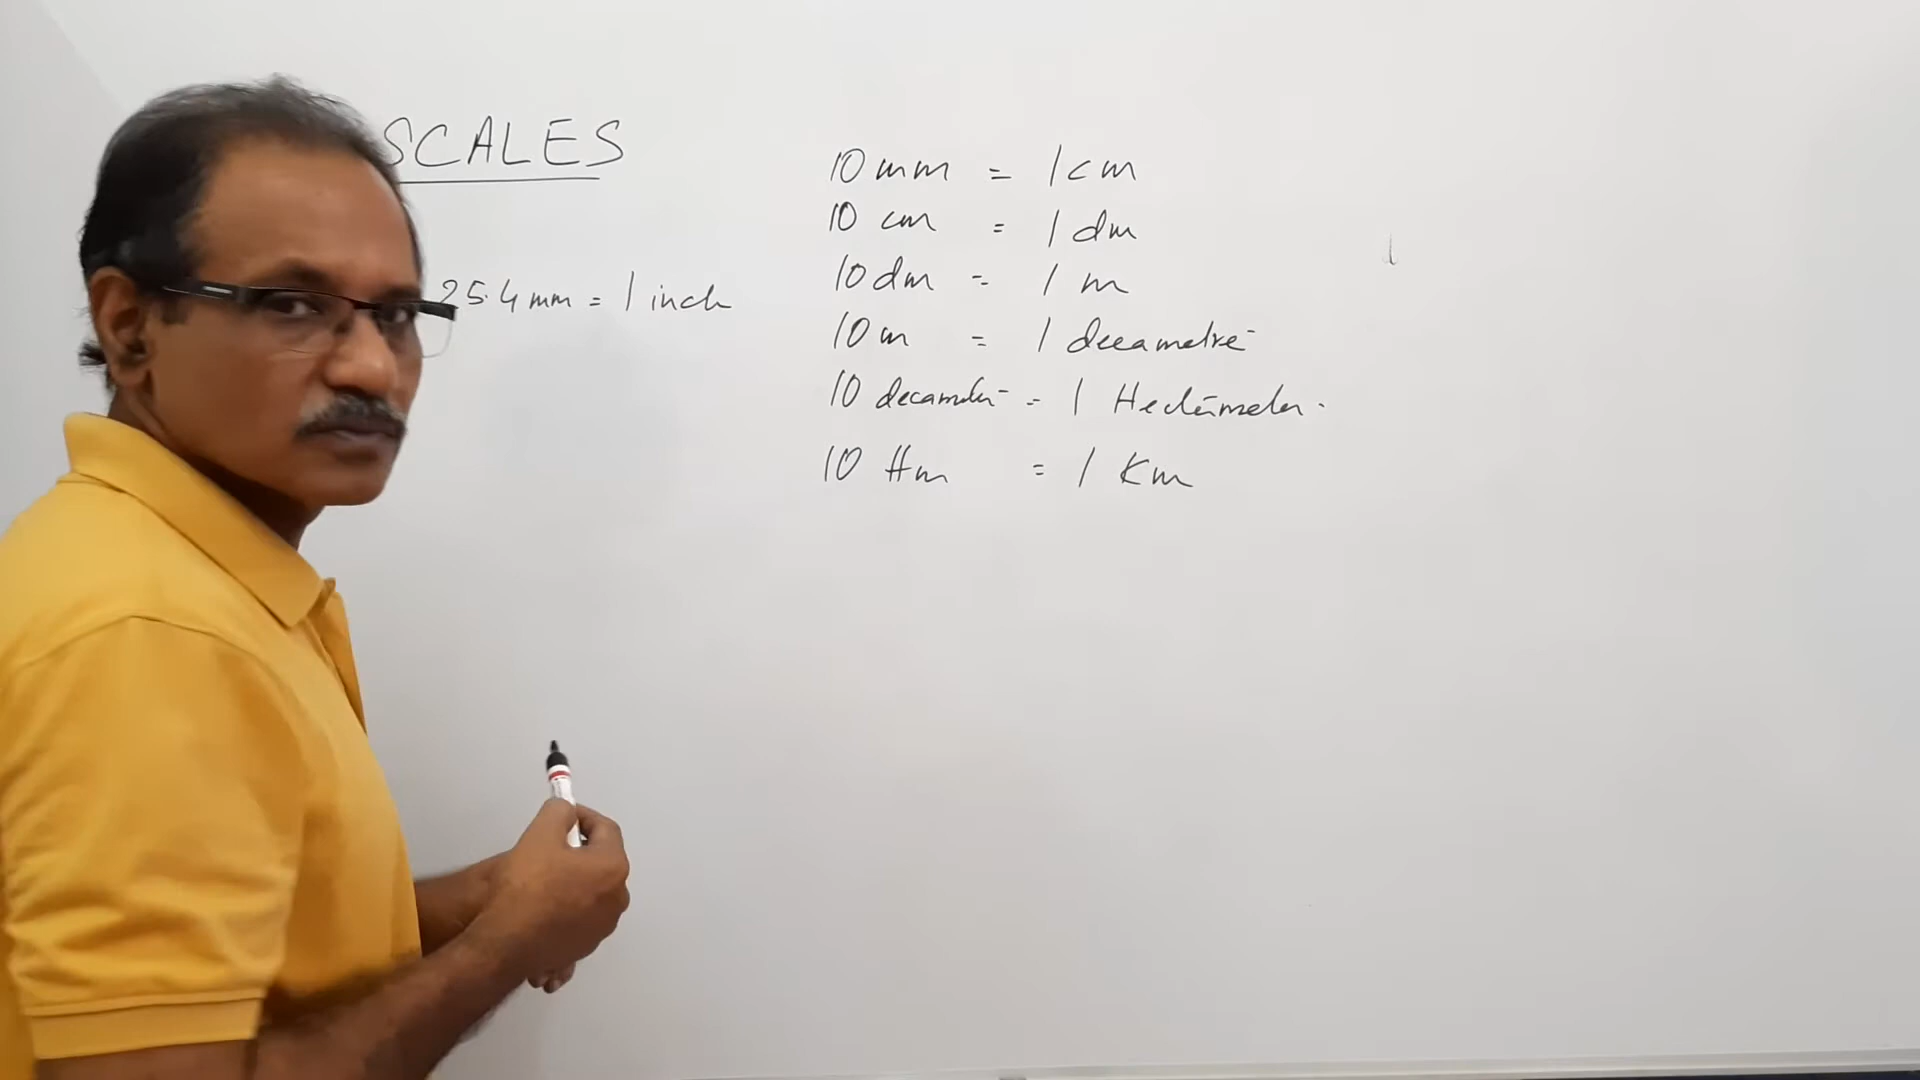 SCALES
25.4 mm = 1 inch
10 mm = 1 cm
10 cm = 1 dm
10 dm = 1 m
10 m = 1 decametre
10 decameter = 1 Hectometer.
10 Hm = 1 Km